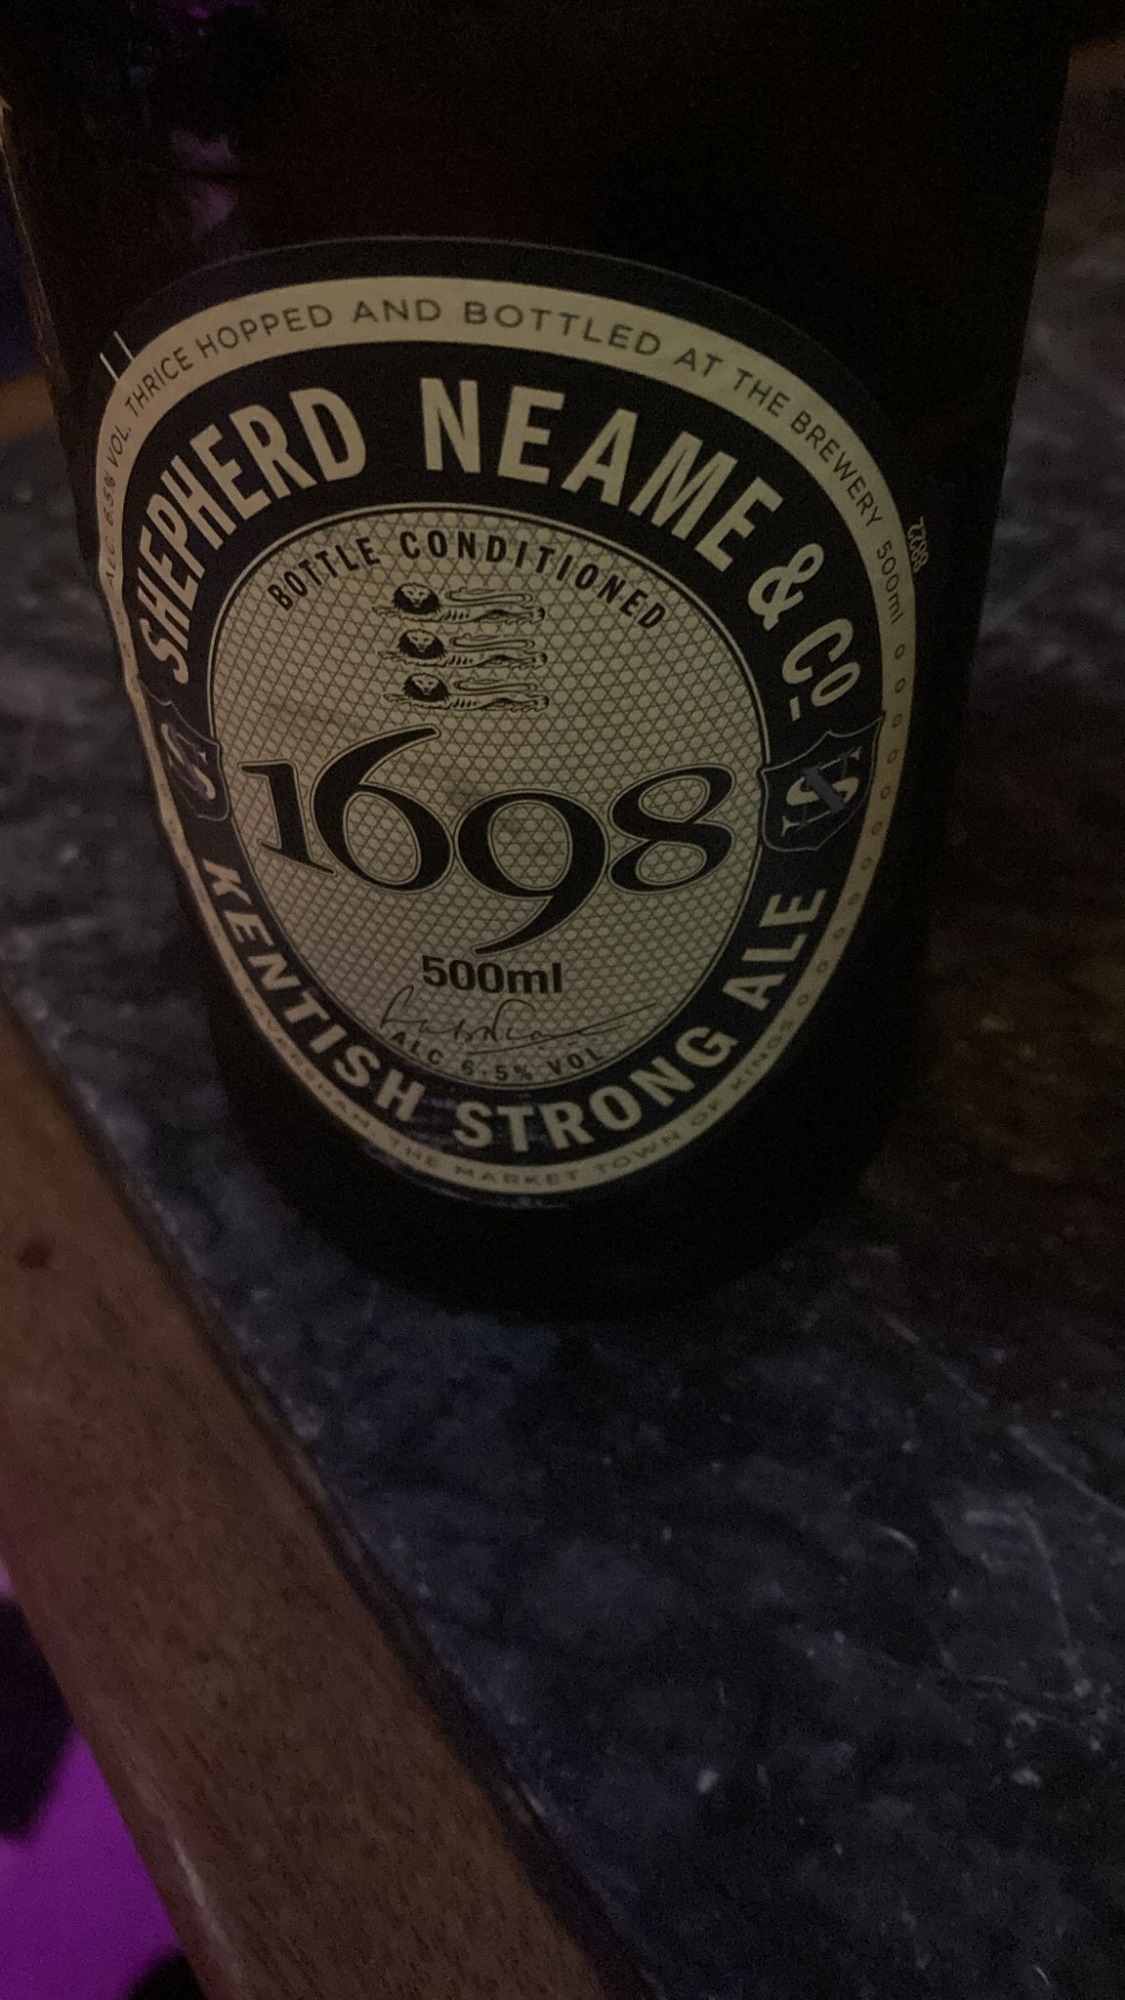 ALC 6.5% VOL. THRICE HOPPED AND BOTTLED AT THE BREWERY 500ml
SHEPHERD NEAME & Co
BOTTLE CONDITIONED
1698
500ml
ALC 6.5% VOL
KENTISH STRONG ALE
FAVERSHAM, THE MARKET TOWN OF KINGS